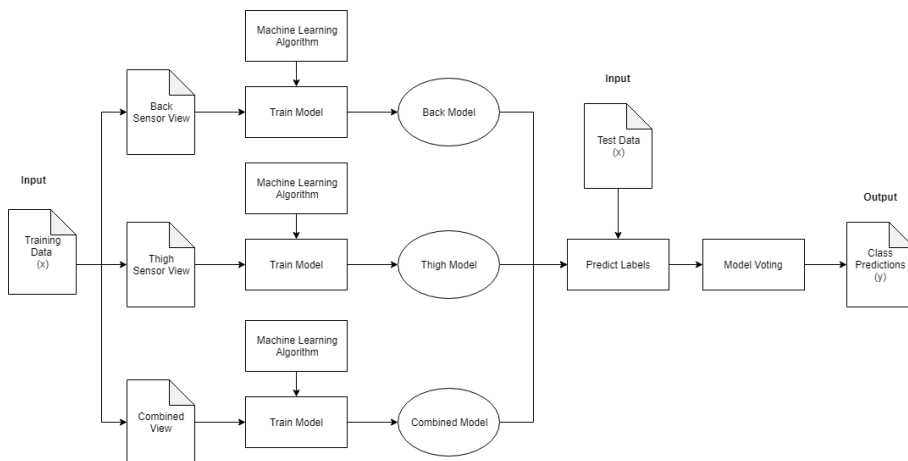 Input
Training
Data
(x)
Back
Sensor View
Machine Learning
Algorithm
Train Model
Back Model
Thigh
Sensor View
Machine Learning
Algorithm
Train Model
Thigh Model
Combined
View
Machine Learning
Algorithm
Train Model
Combined Model
Input
Test Data
(x)
Predict Labels
Model Voting
Output
Class
Predictions
(y)